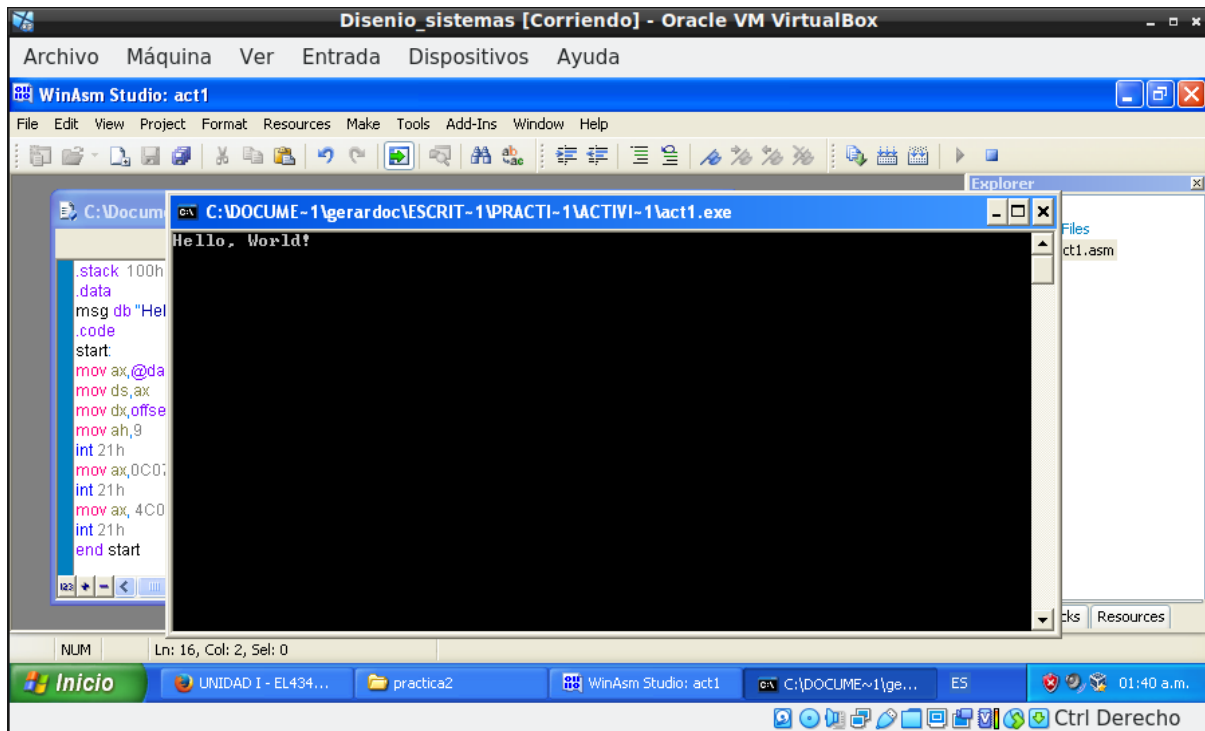 Disenio_sistemas [Corriendo] - Oracle VM VirtualBox
Archivo Máquina Ver Entrada Dispositivos Ayuda
WinAsm Studio: act1
File Edit View Project Format Resources Make Tools Add-Ins Window Help
Explorer
C:\Docum
C:\DOCUME~1\gerardoc\ESCRIT~1\PRACTI~1\ACTIVI~1\act1.exe
Hello, World!
Files
ct1.asm
.stack 100h
.data
msg db "Hel
.code
start:
mov ax,@da
mov ds,ax
mov dx,offse
mov ah,9
int 21h
mov ax,0C07
int 21h
mov ax, 4C0
int 21h
end start
cks Resources
NUM Ln: 16, Col: 2, Sel: 0
Inicio UNIDAD I - EL434... practica2 WinAsm Studio: act1 C:\DOCUME~1\ge... ES 01:40 a.m.
Ctrl Derecho